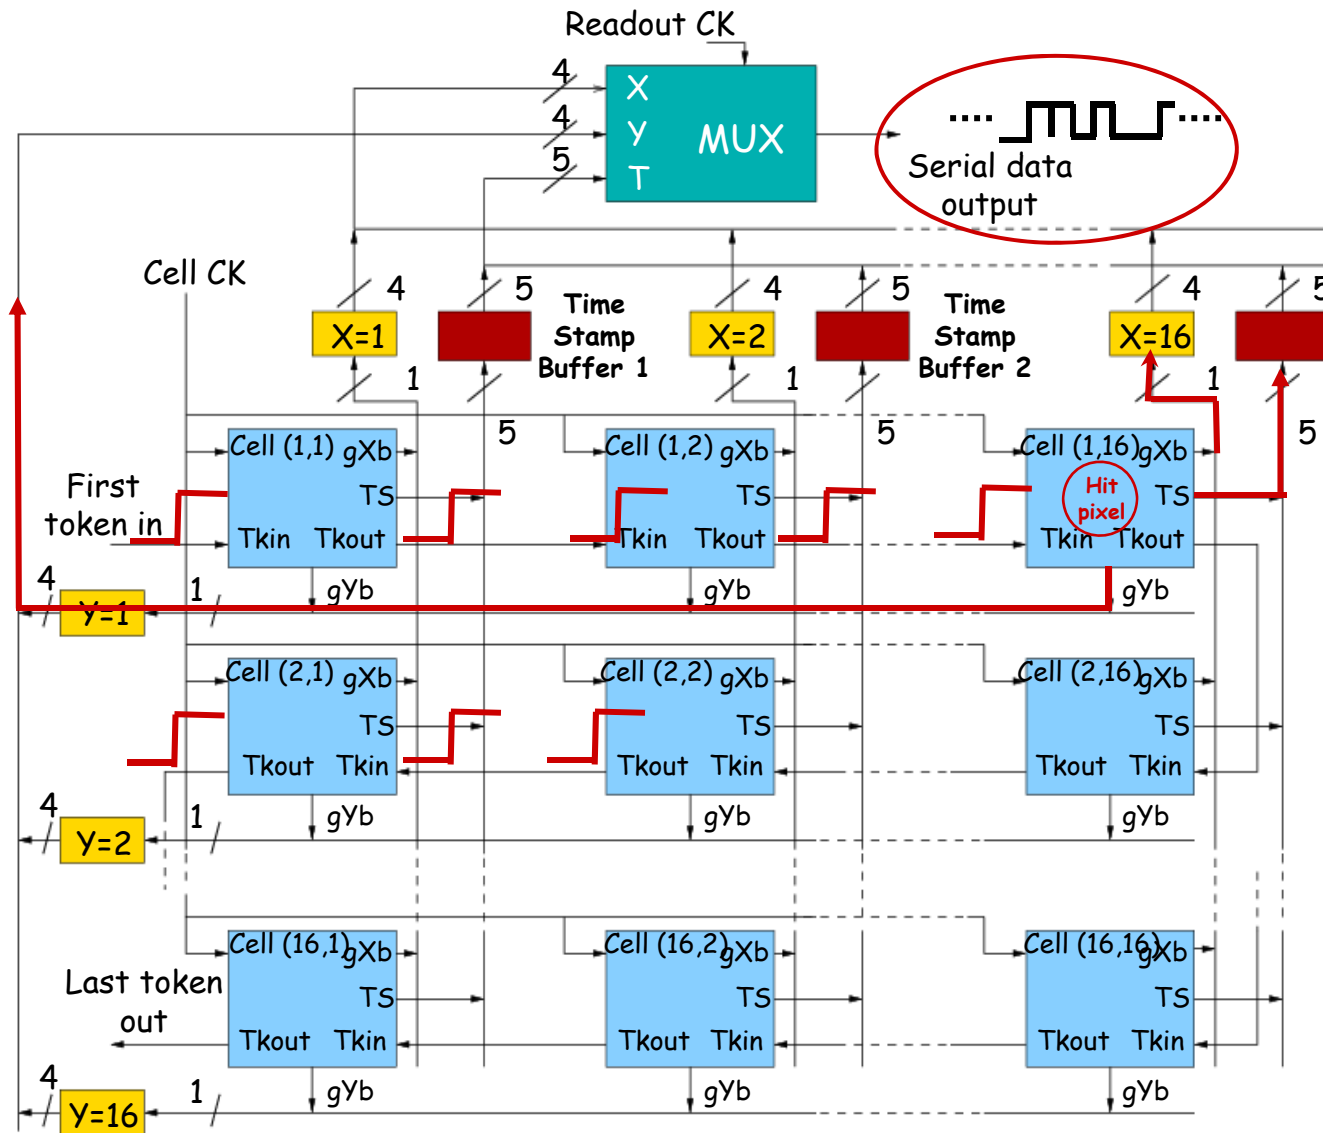 Readout CK
4
X
4
Y
MUX
5
T
Serial data
output
Cell CK
4
5
4
5
4
5
X=1
Time
Stamp
Buffer 1
X=2
Time
Stamp
Buffer 2
X=16
1
1
1
5
5
5
Cell (1,1) gXb
Cell (1,2) gXb
Cell (1,16) gXb
First
token in
TS
TS
Hit
pixel
TS
Tkin Tkout
Tkin Tkout
Tkin Tkout
4
Y=1
1
gYb
gYb
gYb
Cell (2,1) gXb
Cell (2,2) gXb
Cell (2,16) gXb
TS
TS
TS
Tkout Tkin
Tkout Tkin
Tkout Tkin
4
Y=2
1
gYb
gYb
gYb
Cell (16,1) gXb
Cell (16,2) gXb
Cell (16,16) gXb
Last token
out
TS
TS
TS
Tkout Tkin
Tkout Tkin
Tkout Tkin
4
Y=16
1
gYb
gYb
gYb